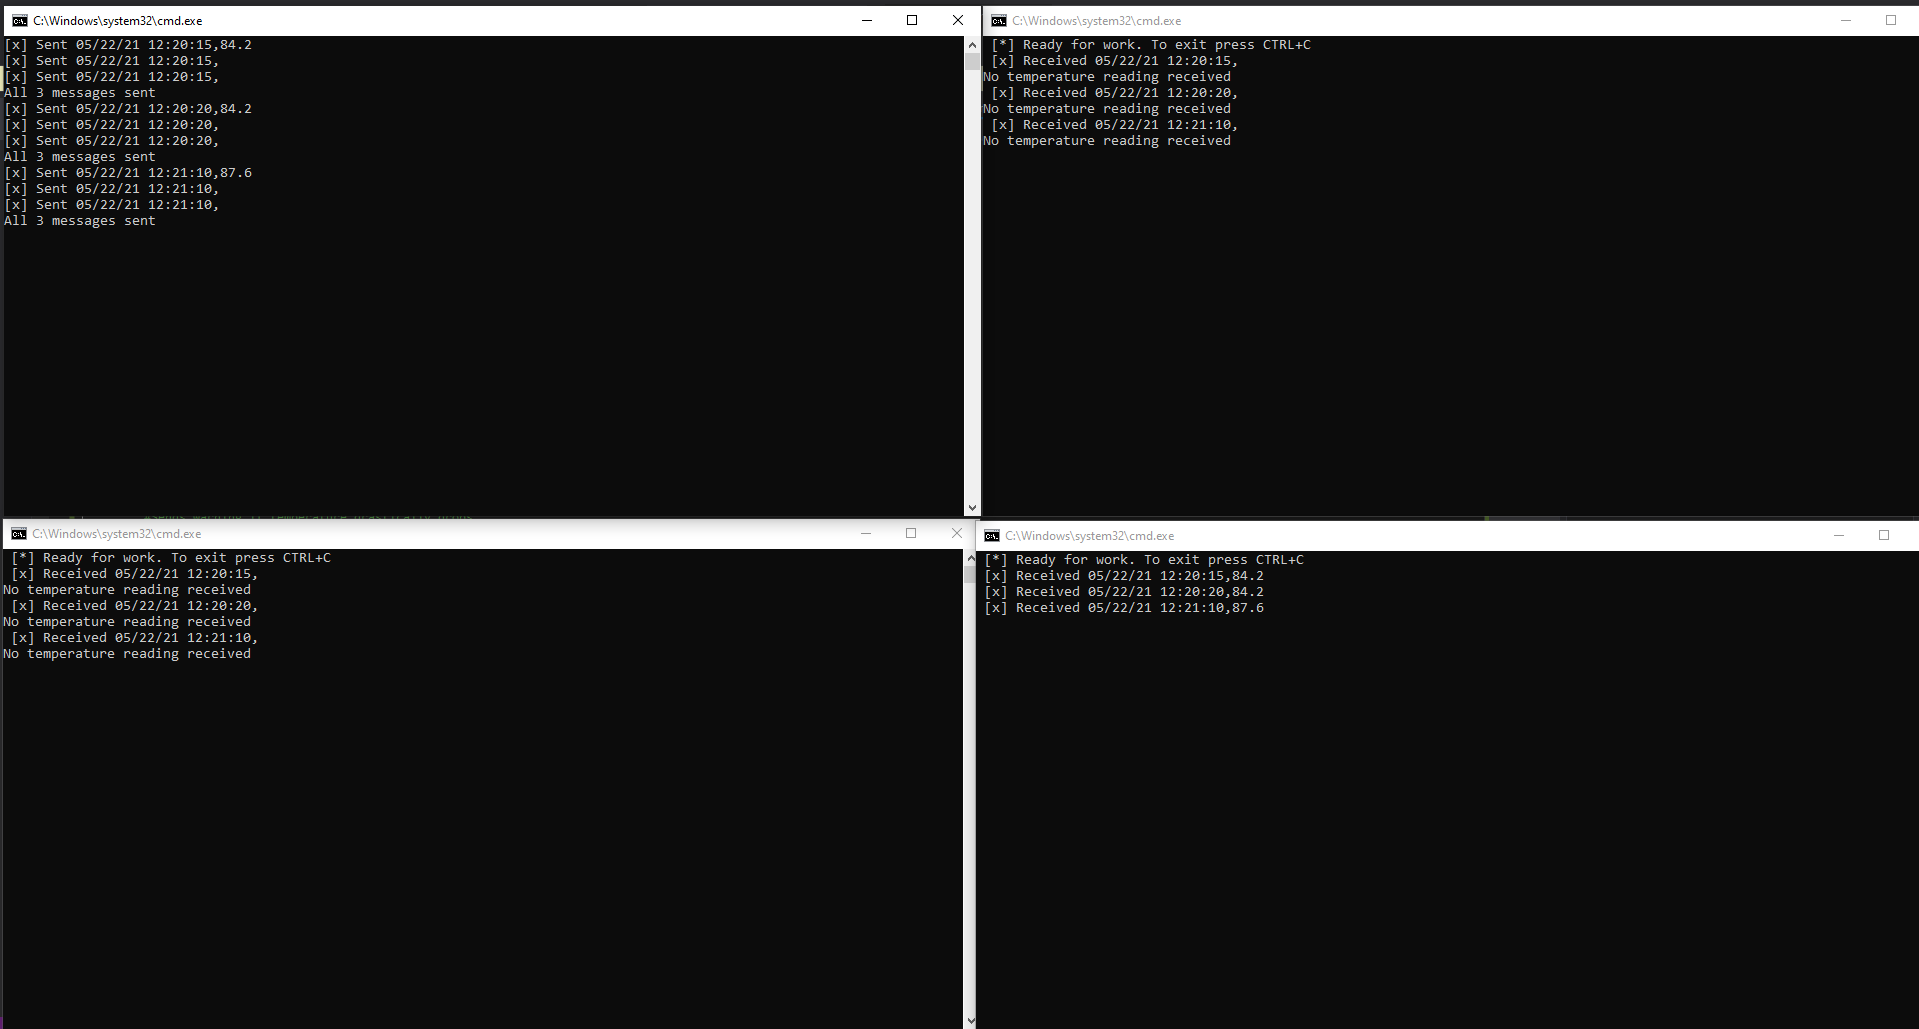 C:\Windows\system32\cmd.exe
[x] Sent 05/22/21 12:20:15,84.2
[x] Sent 05/22/21 12:20:15,
[x] Sent 05/22/21 12:20:15,
All 3 messages sent
[x] Sent 05/22/21 12:20:20,84.2
[x] Sent 05/22/21 12:20:20,
[x] Sent 05/22/21 12:20:20,
All 3 messages sent
[x] Sent 05/22/21 12:21:10,87.6
[x] Sent 05/22/21 12:21:10,
[x] Sent 05/22/21 12:21:10,
All 3 messages sent
C:\Windows\system32\cmd.exe
[*] Ready for work. To exit press CTRL+C
[x] Received 05/22/21 12:20:15,
No temperature reading received
[x] Received 05/22/21 12:20:20,
No temperature reading received
[x] Received 05/22/21 12:21:10,
No temperature reading received
C:\Windows\system32\cmd.exe
[*] Ready for work. To exit press CTRL+C
[x] Received 05/22/21 12:20:15,
No temperature reading received
[x] Received 05/22/21 12:20:20,
No temperature reading received
[x] Received 05/22/21 12:21:10,
No temperature reading received
C:\Windows\system32\cmd.exe
[*] Ready for work. To exit press CTRL+C
[x] Received 05/22/21 12:20:15,84.2
[x] Received 05/22/21 12:20:20,84.2
[x] Received 05/22/21 12:21:10,87.6